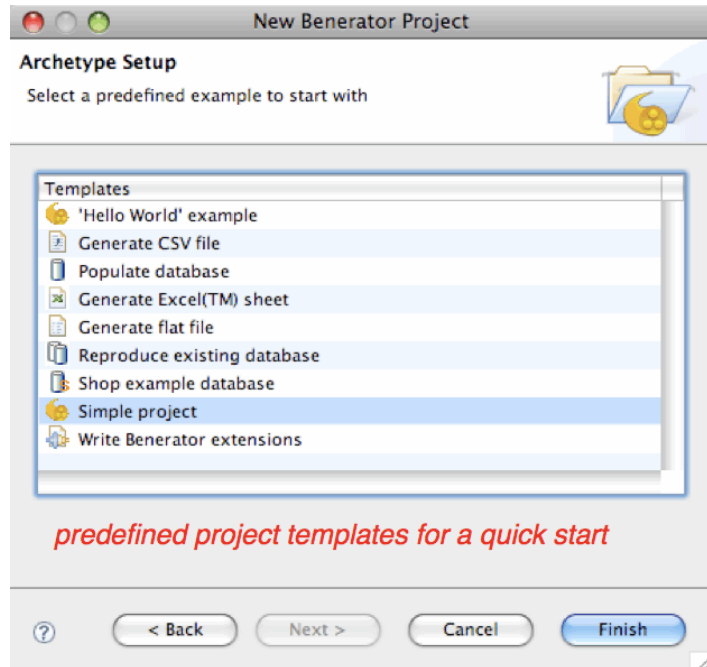 New Benerator Project
Archetype Setup
Select a predefined example to start with
Templates
'Hello World' example
Generate CSV file
Populate database
Generate Excel(TM) sheet
Generate flat file
Reproduce existing database
Shop example database
Simple project
Write Benerator extensions
predefined project templates for a quick start
? < Back Next > Cancel Finish